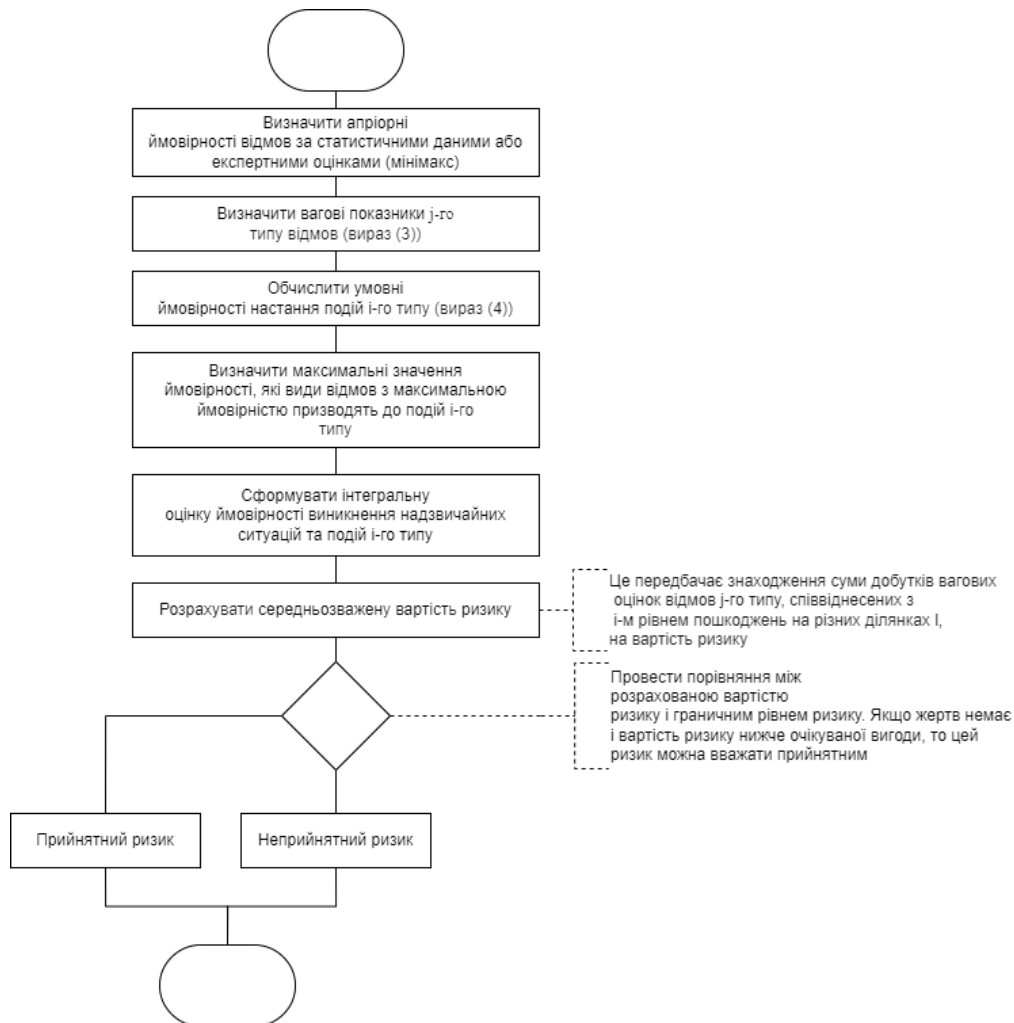 Визначити апріорні
ймовірності відмов за статистичними даними або
експертними оцінками (мінімакс)
Визначити вагові показники j-го
типу відмов (вираз (3))
Обчислити умовні
ймовірності настання подій і-го типу (вираз (4))
Визначити максимальні значення
ймовірності, які види відмов з максимальною
ймовірністю призводять до подій і-го
типу
Сформувати інтегральну
оцінку ймовірності виникнення надзвичайних
ситуацій та подій і-го типу
Розрахувати середньозважену вартість ризику
Це передбачає знаходження суми добутків вагових
оцінок відмов j-го типу, співвіднесених з
і-м рівнем пошкоджень на різних ділянках І,
на вартість ризику
Провести порівняння між
розрахованою вартістю
ризику і граничним рівнем ризику. Якщо жертв немає
і вартість ризику нижче очікуваної вигоди, то цей
ризик можна вважати прийнятним
Прийнятний ризик
Неприйнятний ризик